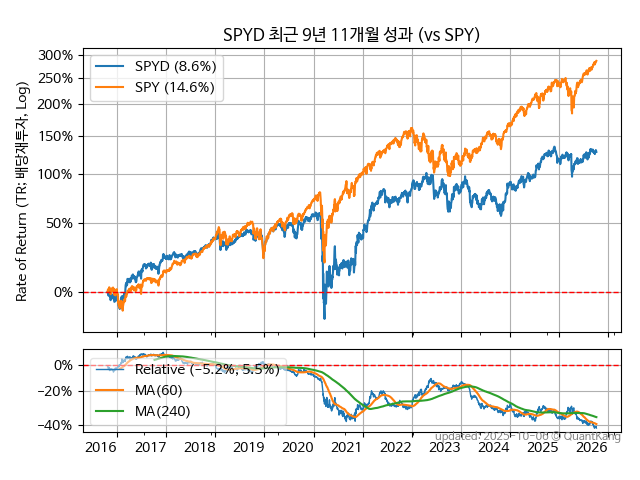 SPYD 최근 9년 11개월 성과 (vs SPY)
Rate of Return (TR: 배당재투자, Log)
300%
250%
200%
150%
100%
50%
0%
SPYD (8.6%)
SPY (14.6%)
0%
−20%
−40%
Relative (−5.2%, 5.5%)
MA(60)
MA(240)
2016 2017 2018 2019 2020 2021 2022 2023 2024 2025 2026
updated: 2025-10-06 © QuantKang